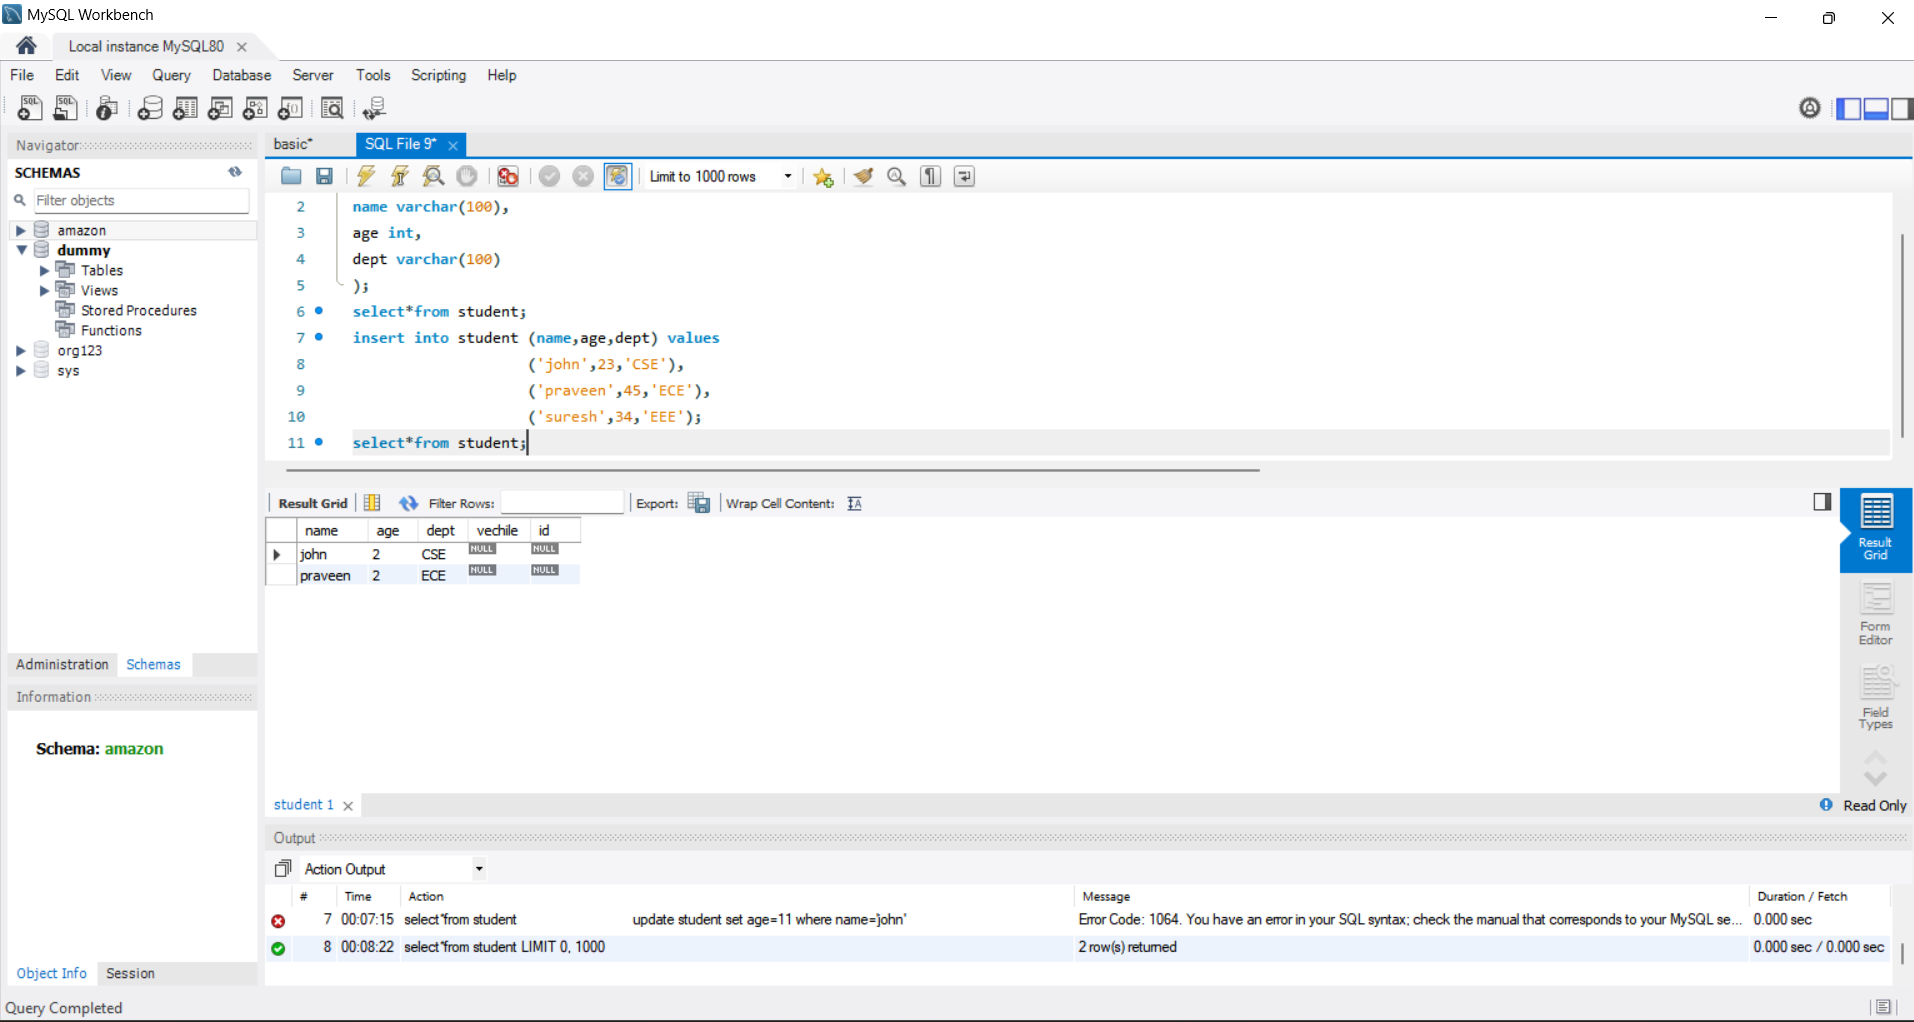 MySQL Workbench
Local instance MySQL80
File Edit View Query Database Server Tools Scripting Help
Navigator
SCHEMAS
Filter objects
amazon
dummy
Tables
Views
Stored Procedures
Functions
org123
sys
Administration Schemas
Information
Schema: amazon
Object Info Session
basic* SQL File 9*
Limit to 1000 rows
2 name varchar(100),
3 age int,
4 dept varchar(100)
5 );
6 select*from student;
7 insert into student (name,age,dept) values
8 ('john',23,'CSE'),
9 ('praveen',45,'ECE'),
10 ('suresh',34,'EEE');
11 select*from student;
Result Grid Filter Rows: Export: Wrap Cell Content:
name age dept vechile id
john 2 CSE NULL NULL
praveen 2 ECE NULL NULL
Result
Grid
Form
Editor
Field
Types
student 1 Read Only
Output
Action Output
# Time Action Message Duration / Fetch
7 00:07:15 select*from student update student set age=11 where name='john' Error Code: 1064. You have an error in your SQL syntax; check the manual that corresponds to your MySQL se... 0.000 sec
8 00:08:22 select*from student LIMIT 0, 1000 2 row(s) returned 0.000 sec / 0.000 sec
Query Completed